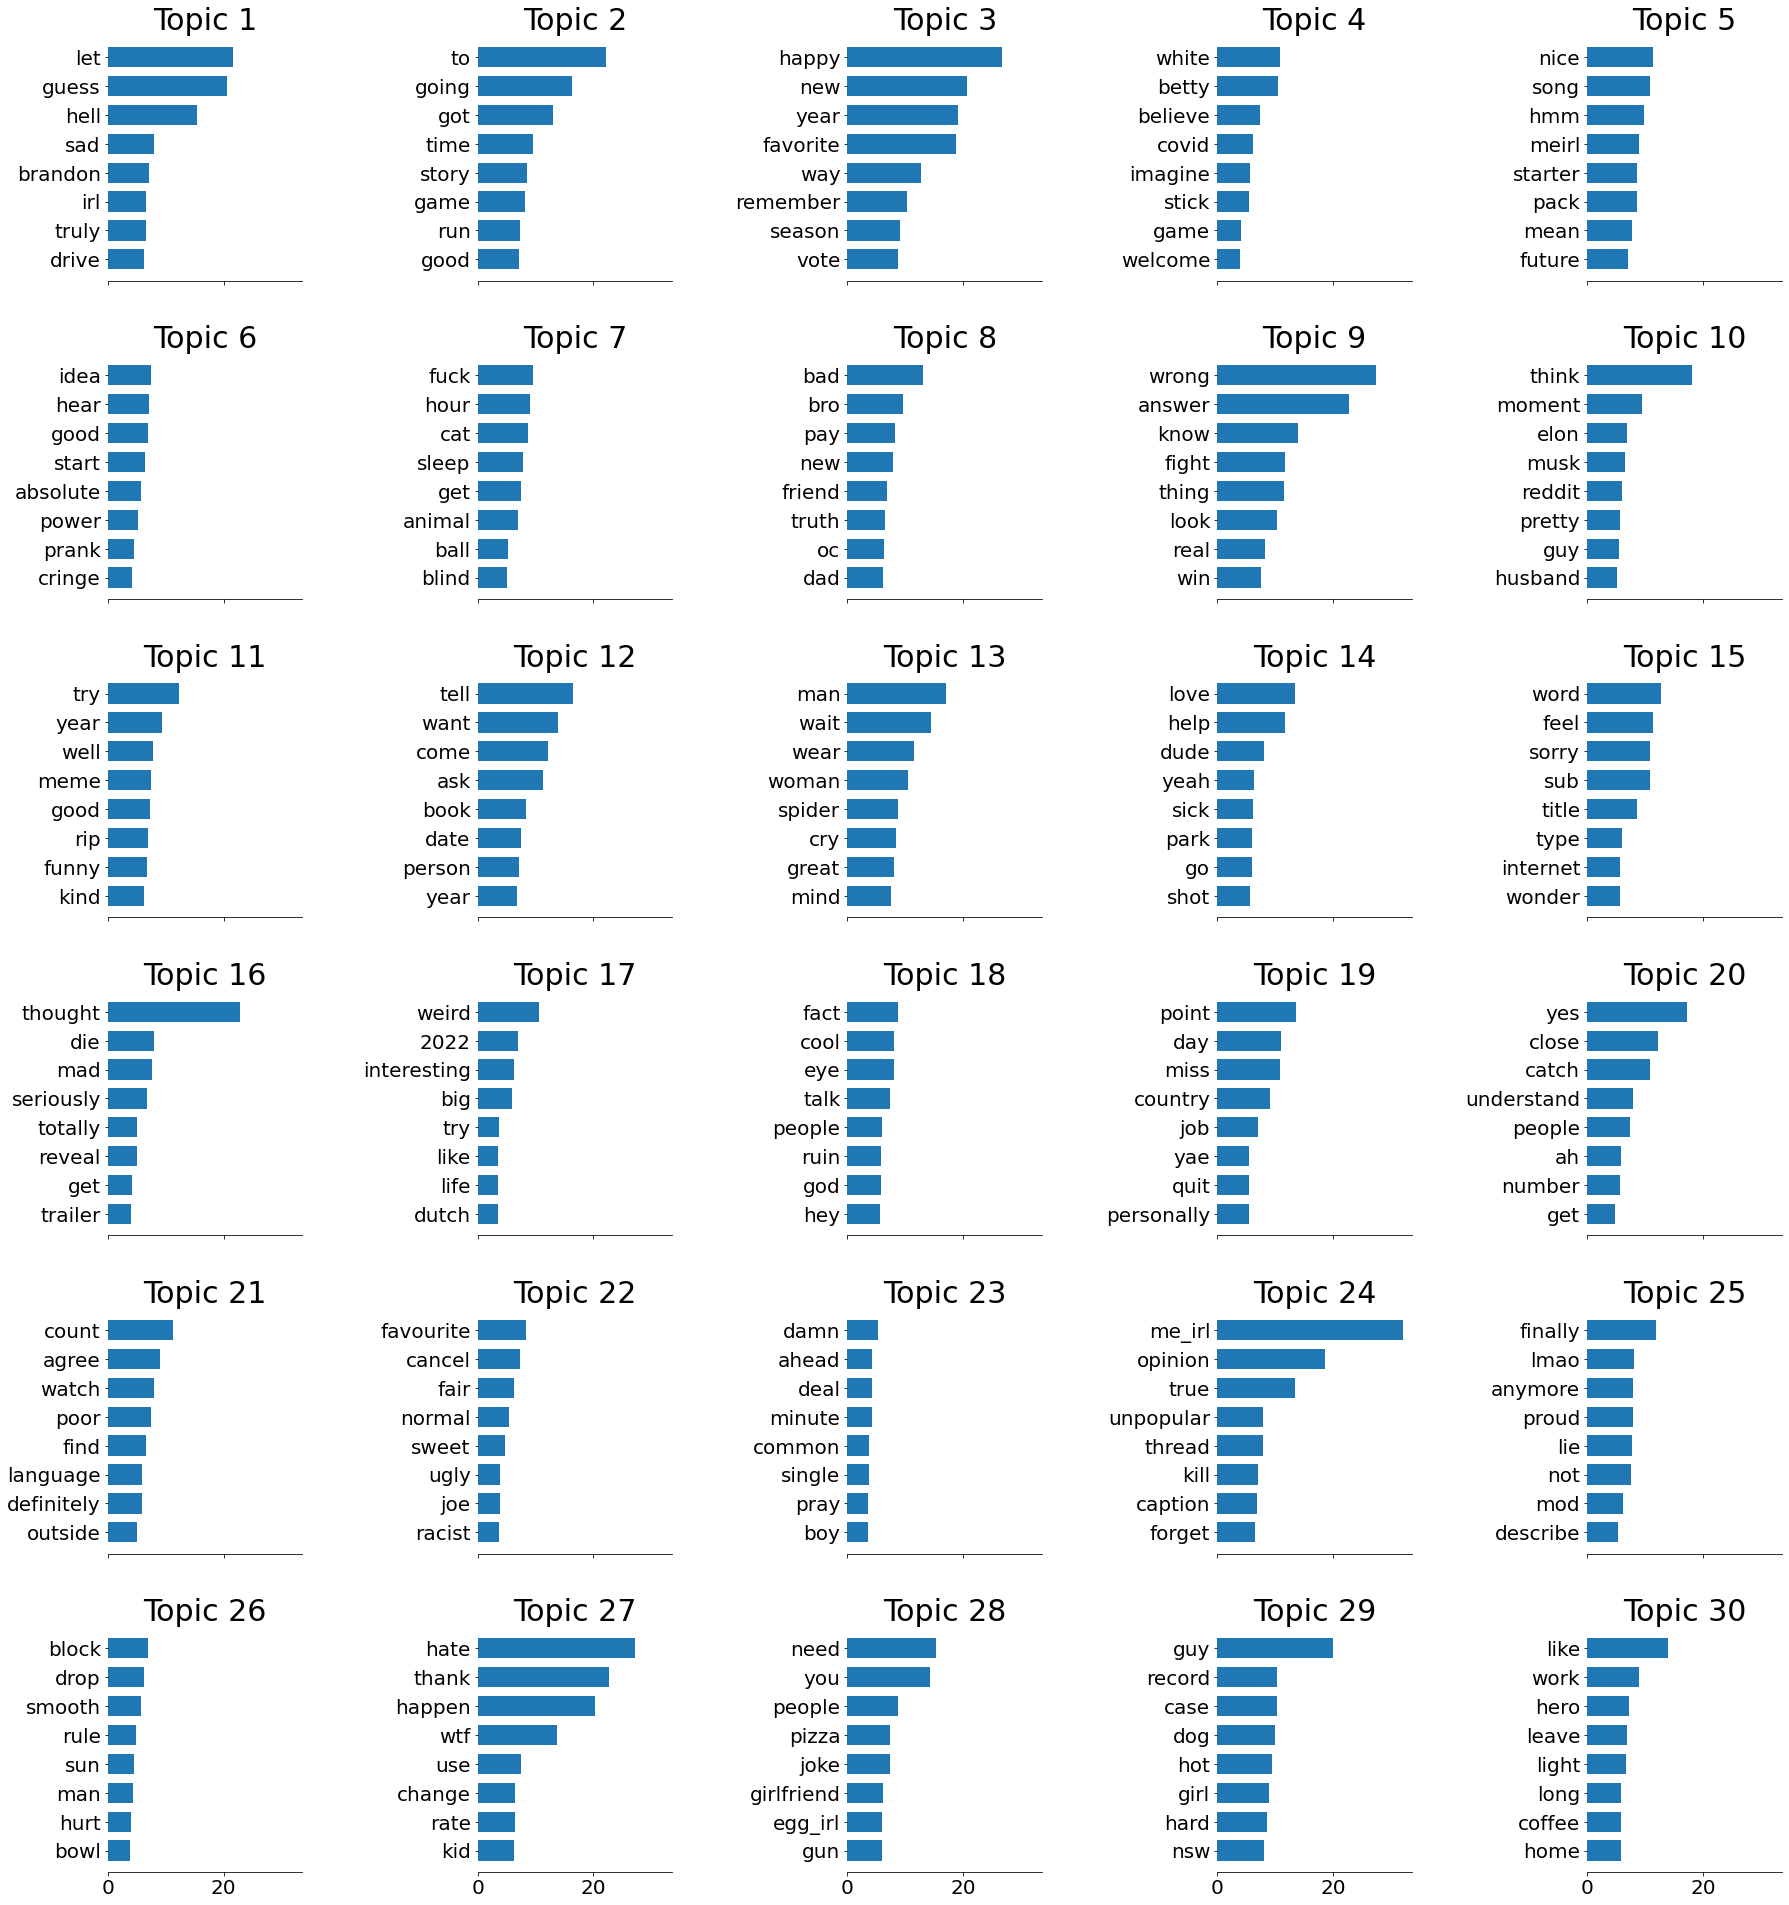 Topic 1
let
guess
hell
sad
brandon
irl
truly
drive
Topic 2
to
going
got
time
story
game
run
good
Topic 3
happy
new
year
favorite
way
remember
season
vote
Topic 4
white
betty
believe
covid
imagine
stick
game
welcome
Topic 5
nice
song
hmm
meirl
starter
pack
mean
future
Topic 6
idea
hear
good
start
absolute
power
prank
cringe
Topic 7
fuck
hour
cat
sleep
get
animal
ball
blind
Topic 8
bad
bro
pay
new
friend
truth
oc
dad
Topic 9
wrong
answer
know
fight
thing
look
real
win
Topic 10
think
moment
elon
musk
reddit
pretty
guy
husband
Topic 11
try
year
well
meme
good
rip
funny
kind
Topic 12
tell
want
come
ask
book
date
person
year
Topic 13
man
wait
wear
woman
spider
cry
great
mind
Topic 14
love
help
dude
yeah
sick
park
go
shot
Topic 15
word
feel
sorry
sub
title
type
internet
wonder
Topic 16
thought
die
mad
seriously
totally
reveal
get
trailer
Topic 17
weird
2022
interesting
big
try
like
life
dutch
Topic 18
fact
cool
eye
talk
people
ruin
god
hey
Topic 19
point
day
miss
country
job
yae
quit
personally
Topic 20
yes
close
catch
understand
people
ah
number
get
Topic 21
count
agree
watch
poor
find
language
definitely
outside
Topic 22
favourite
cancel
fair
normal
sweet
ugly
joe
racist
Topic 23
damn
ahead
deal
minute
common
single
pray
boy
Topic 24
me_irl
opinion
true
unpopular
thread
kill
caption
forget
Topic 25
finally
lmao
anymore
proud
lie
not
mod
describe
Topic 26
block
drop
smooth
rule
sun
man
hurt
bowl
0 20
Topic 27
hate
thank
happen
wtf
use
change
rate
kid
0 20
Topic 28
need
you
people
pizza
joke
girlfriend
egg_irl
gun
0 20
Topic 29
guy
record
case
dog
hot
girl
hard
nsw
0 20
Topic 30
like
work
hero
leave
light
long
coffee
home
0 20